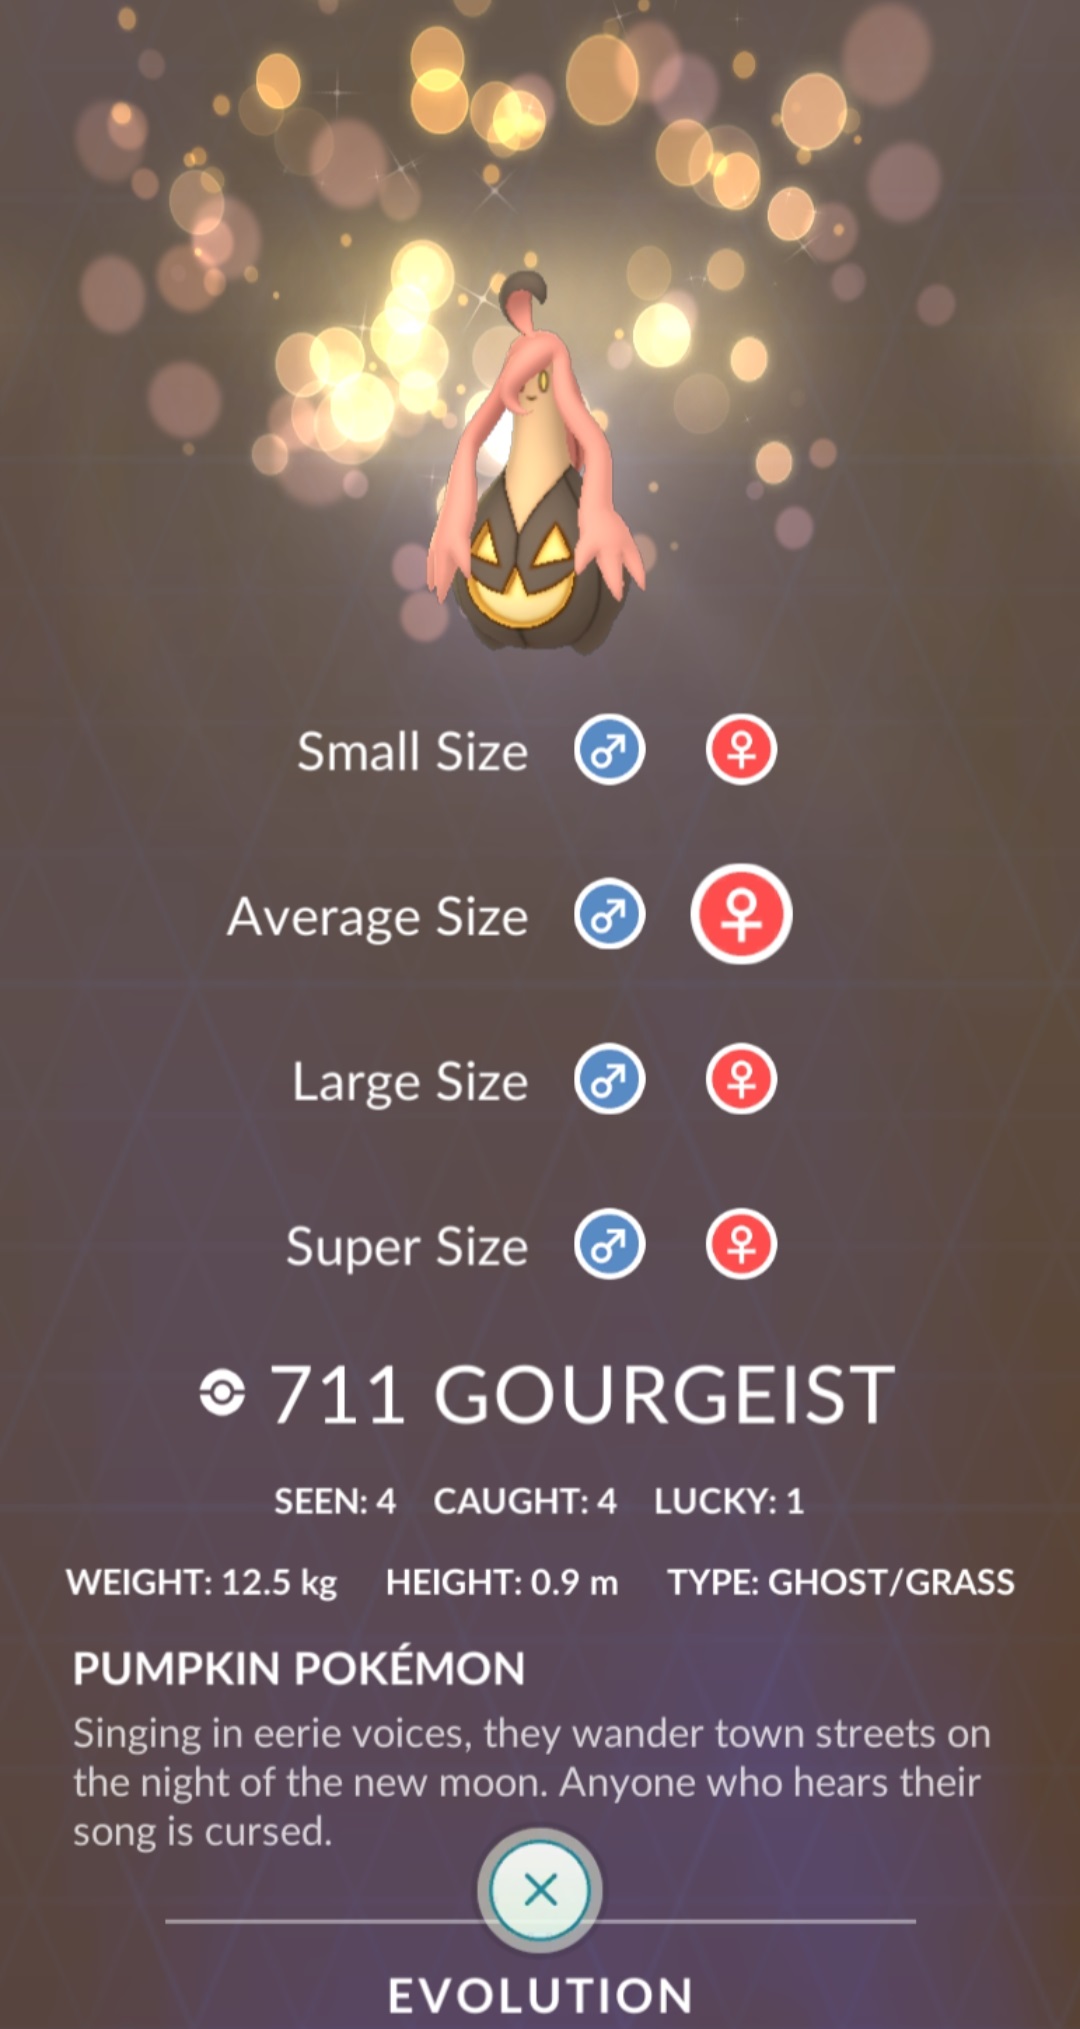 Small Size ♂ ♀
Average Size ♂ ♀
Large Size ♂ ♀
Super Size ♂ ♀
711 GOURGEIST
SEEN: 4 CAUGHT: 4 LUCKY: 1
WEIGHT: 12.5 kg HEIGHT: 0.9 m TYPE: GHOST/GRASS
PUMPKIN POKÉMON
Singing in eerie voices, they wander town streets on
the night of the new moon. Anyone who hears their
song is cursed.
EVOLUTION